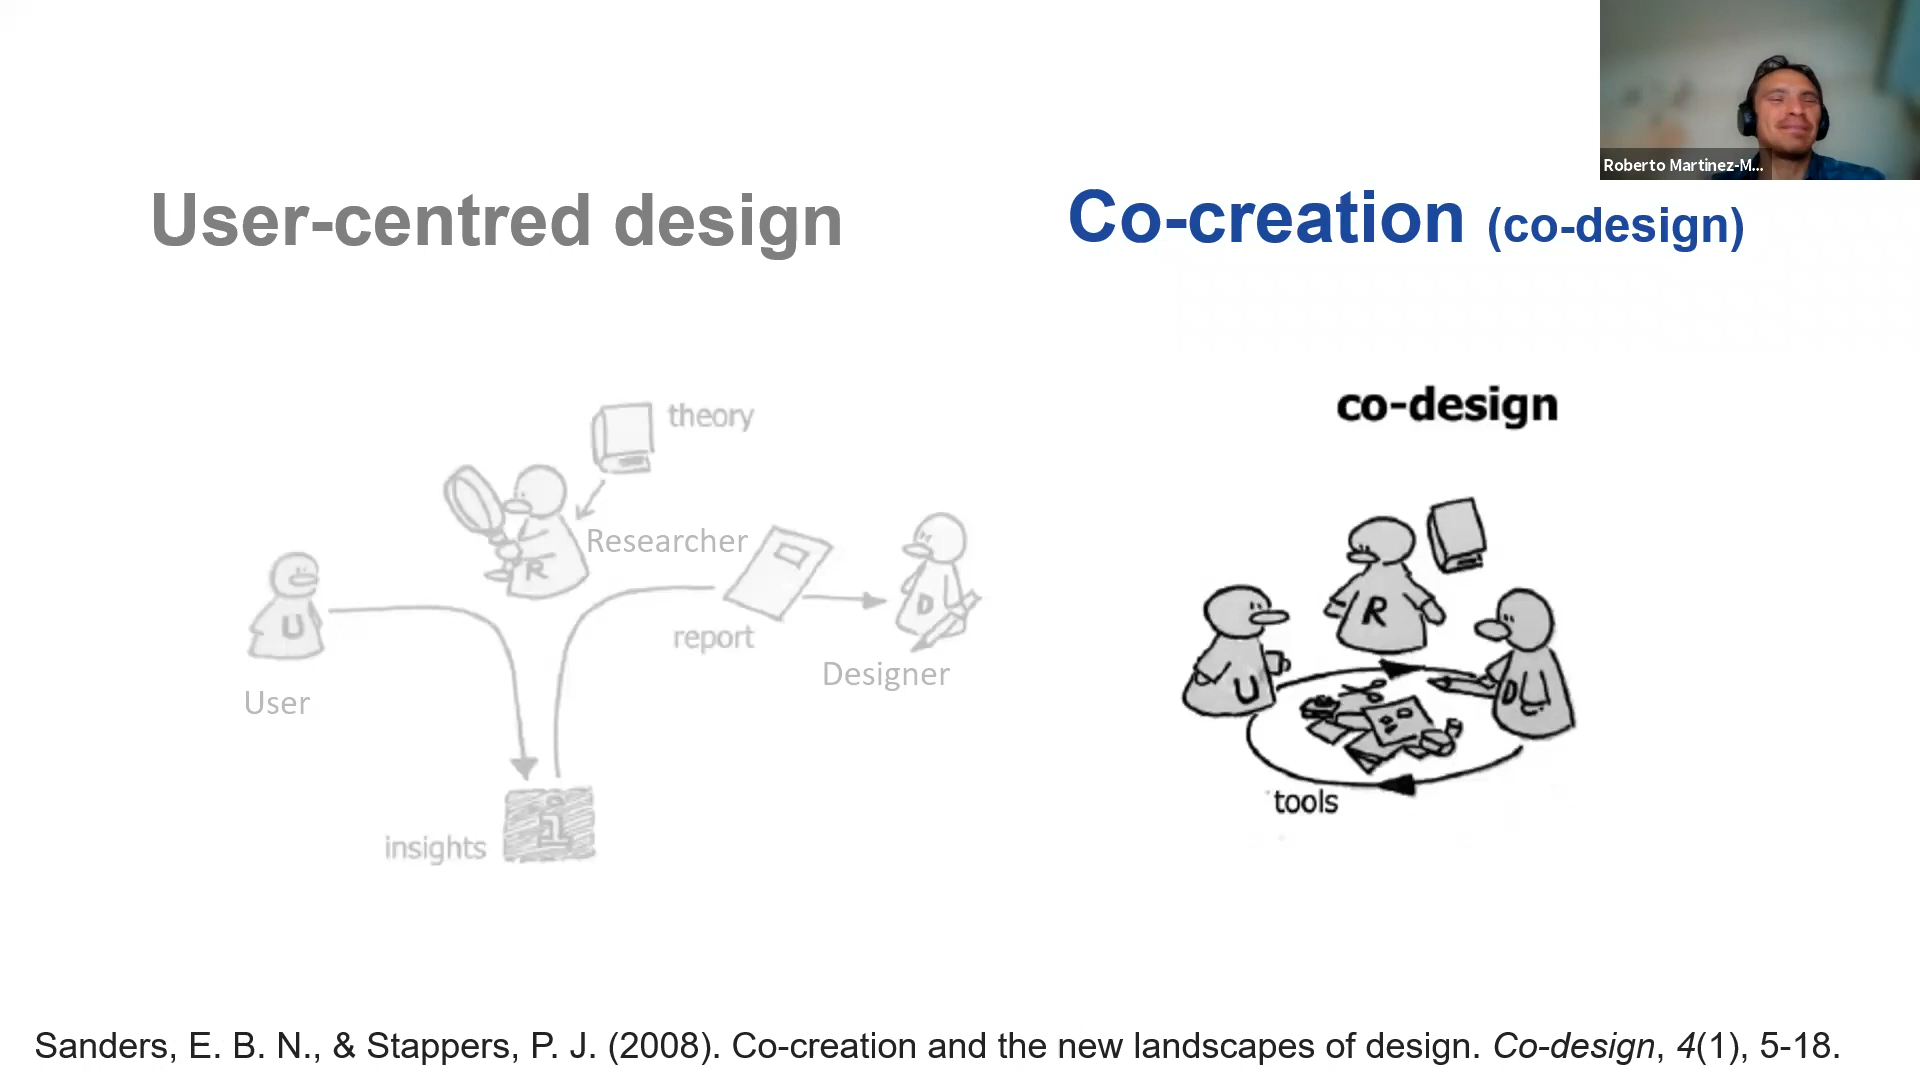 Roberto Martinez-M...
User-centred design
Co-creation (co-design)
theory
Researcher
R
U
User
report
D
Designer
insights
i
co-design
R
U
D
tools
Sanders, E. B. N., & Stappers, P. J. (2008). Co-creation and the new landscapes of design. Co-design, 4(1), 5-18.